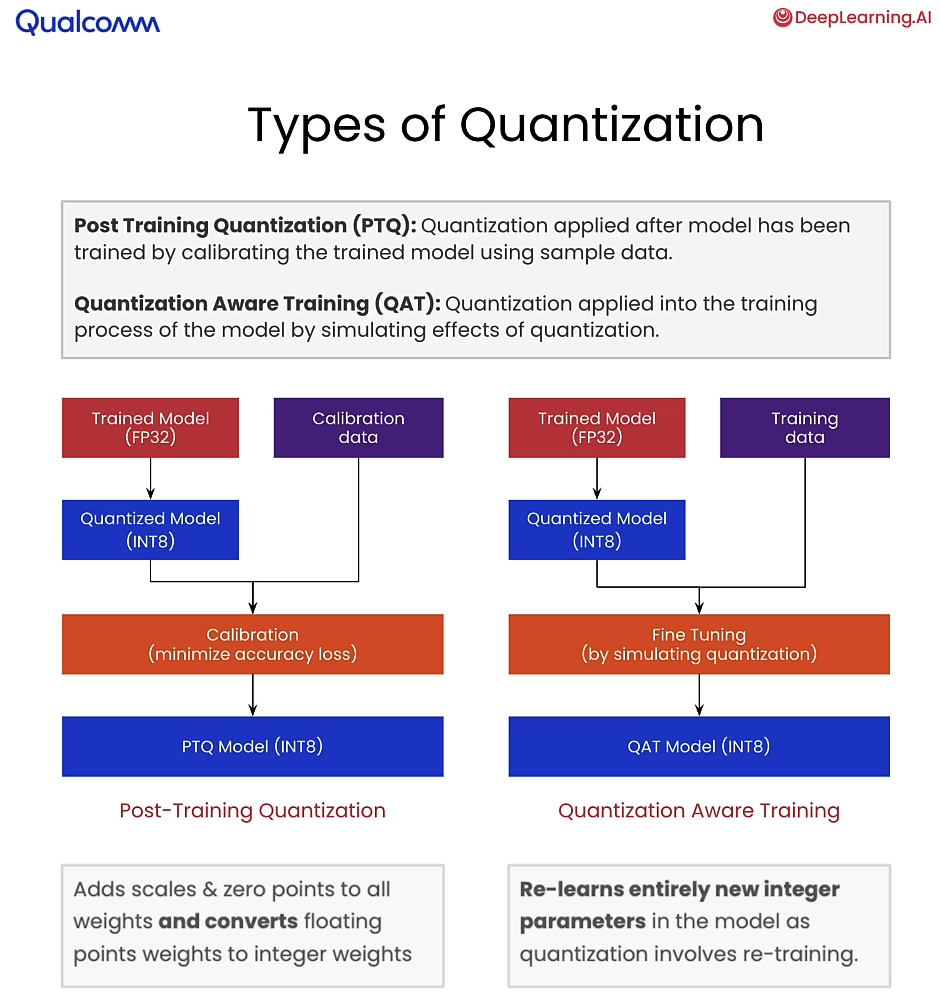 Qualcomm
DeepLearning.AI
Types of Quantization
Post Training Quantization (PTQ): Quantization applied after model has been
trained by calibrating the trained model using sample data.
Quantization Aware Training (QAT): Quantization applied into the training
process of the model by simulating effects of quantization.
Trained Model
(FP32)
Calibration
data
Quantized Model
(INT8)
Calibration
(minimize accuracy loss)
PTQ Model (INT8)
Post-Training Quantization
Adds scales & zero points to all
weights and converts floating
points weights to integer weights
Trained Model
(FP32)
Training
data
Quantized Model
(INT8)
Fine Tuning
(by simulating quantization)
QAT Model (INT8)
Quantization Aware Training
Re-learns entirely new integer
parameters in the model as
quantization involves re-training.